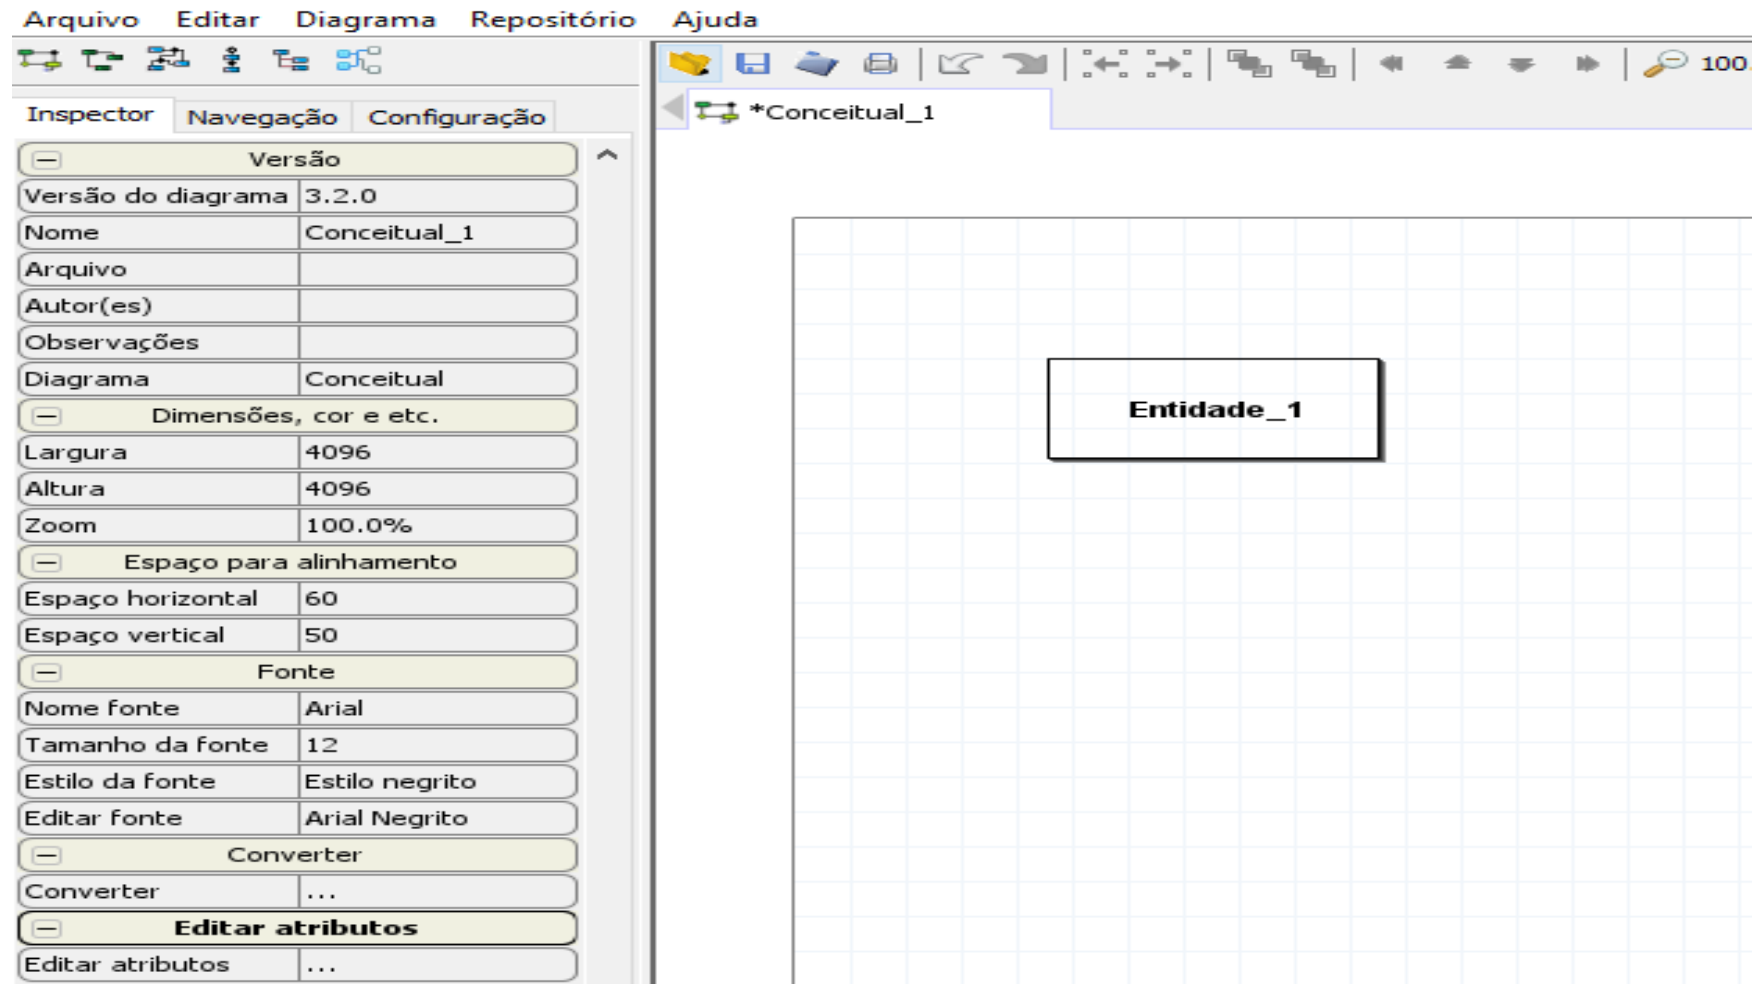 Arquivo Editar Diagrama Repositório Ajuda
100.
Inspector Navegação Configuração
*Conceitual_1
Versão
Versão do diagrama 3.2.0
Nome Conceitual_1
Arquivo
Autor(es)
Observações
Diagrama Conceitual
Dimensões, cor e etc.
Largura 4096
Altura 4096
Zoom 100.0%
Espaço para alinhamento
Espaço horizontal 60
Espaço vertical 50
Fonte
Nome fonte Arial
Tamanho da fonte 12
Estilo da fonte Estilo negrito
Editar fonte Arial Negrito
Converter
Converter ...
Editar atributos
Editar atributos ...
Entidade_1